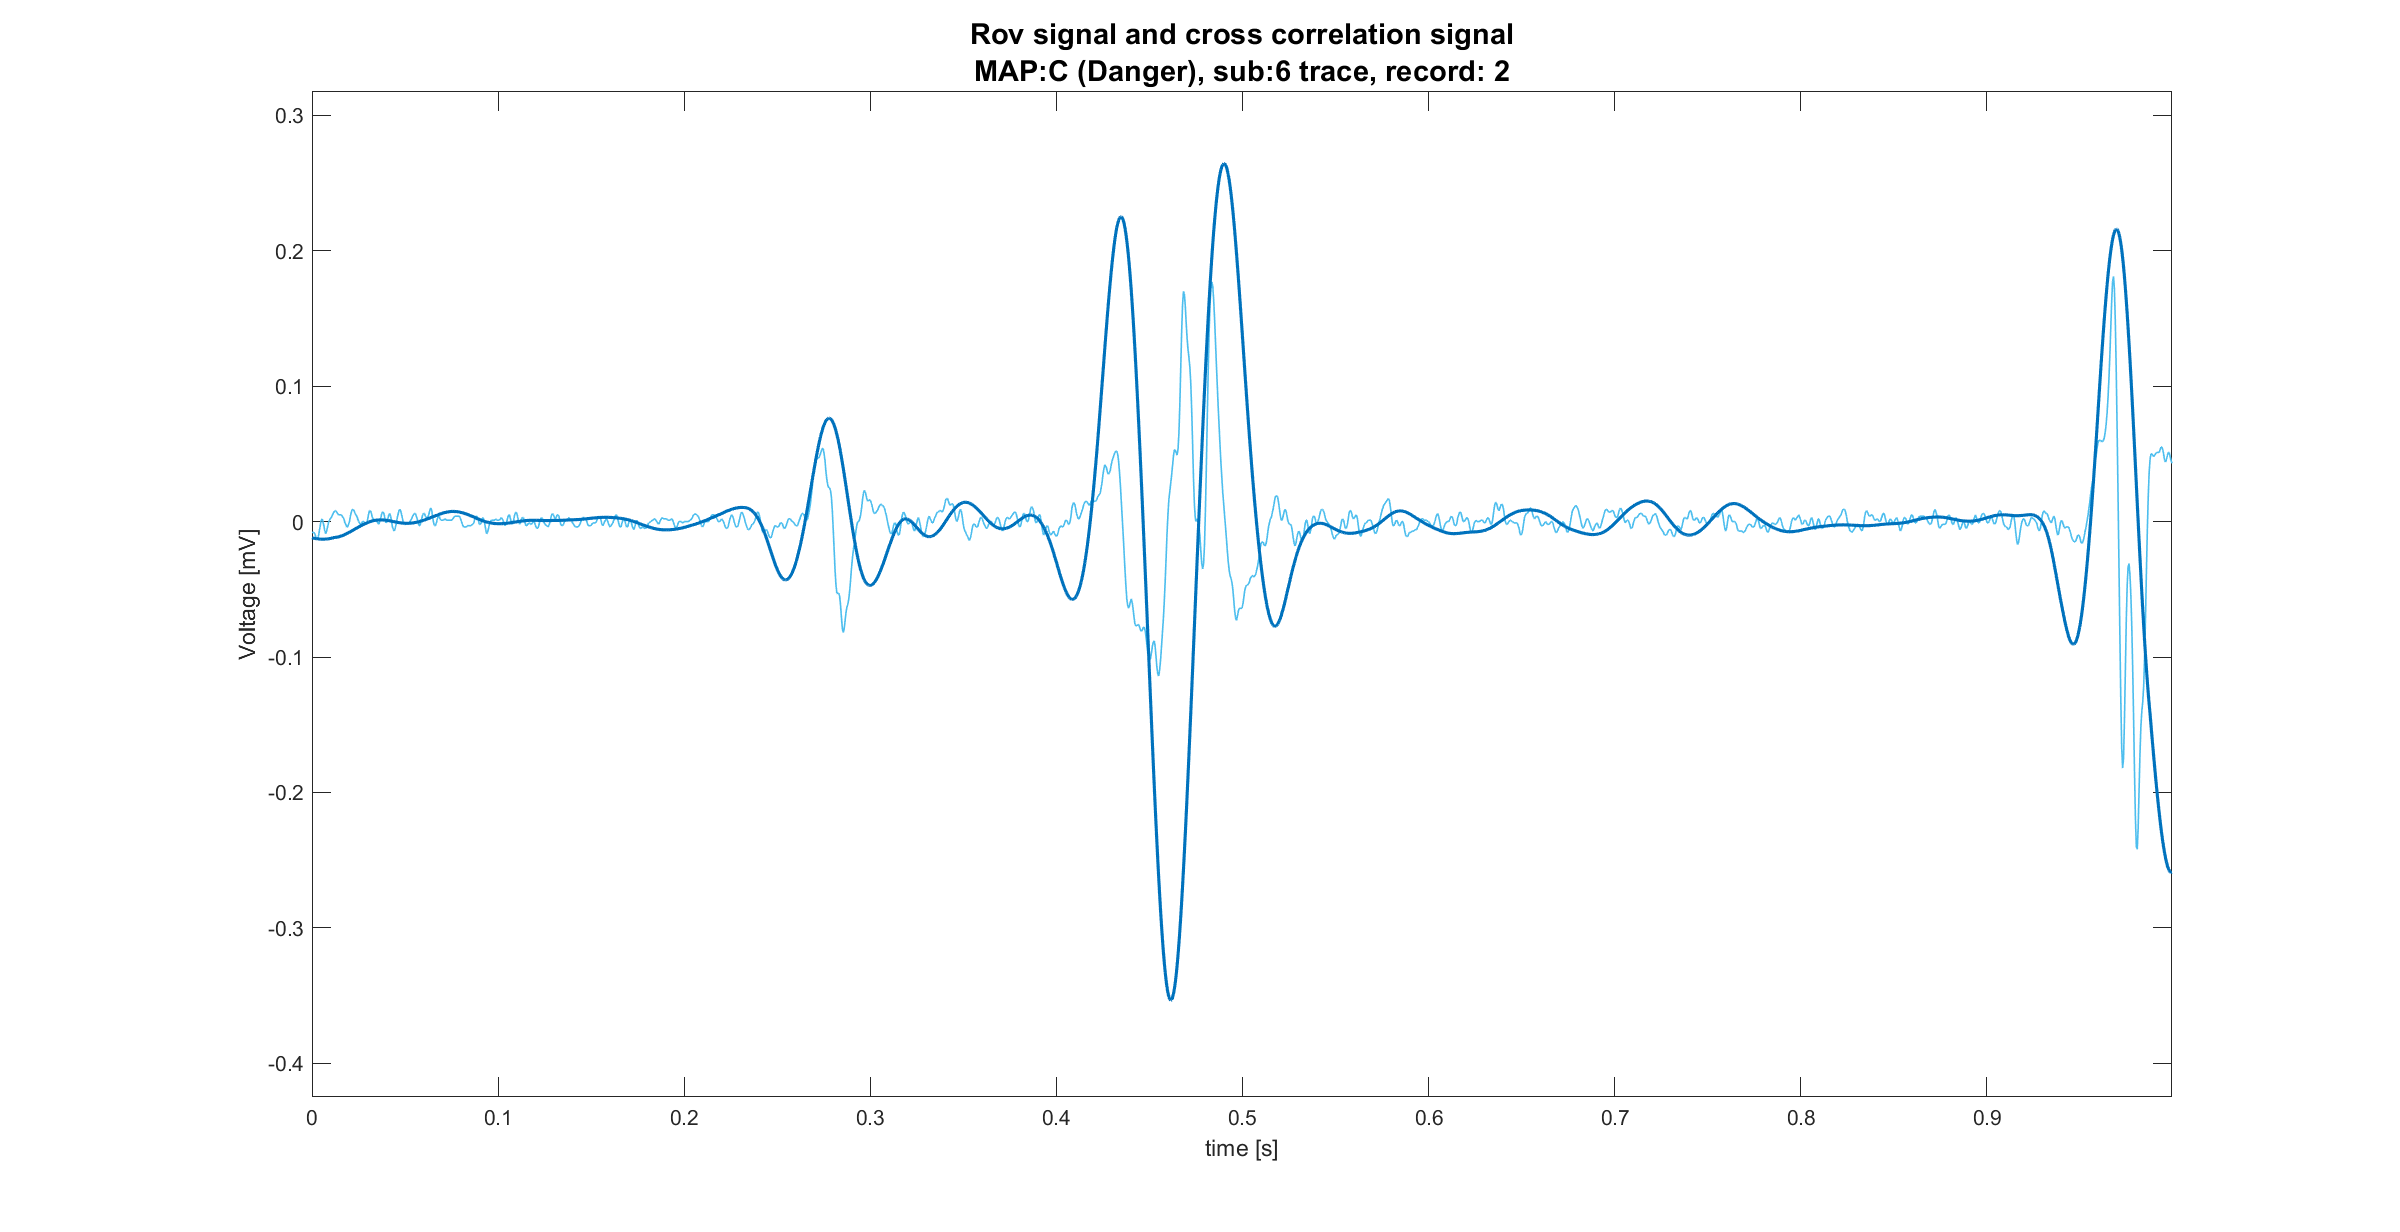 Rov signal and cross correlation signal
MAP:C (Danger), sub:6 trace, record: 2
0.3
0.2
0.1
0
-0.1
-0.2
-0.3
-0.4
Voltage [mV]
0 0.1 0.2 0.3 0.4 0.5 0.6 0.7 0.8 0.9
time [s]